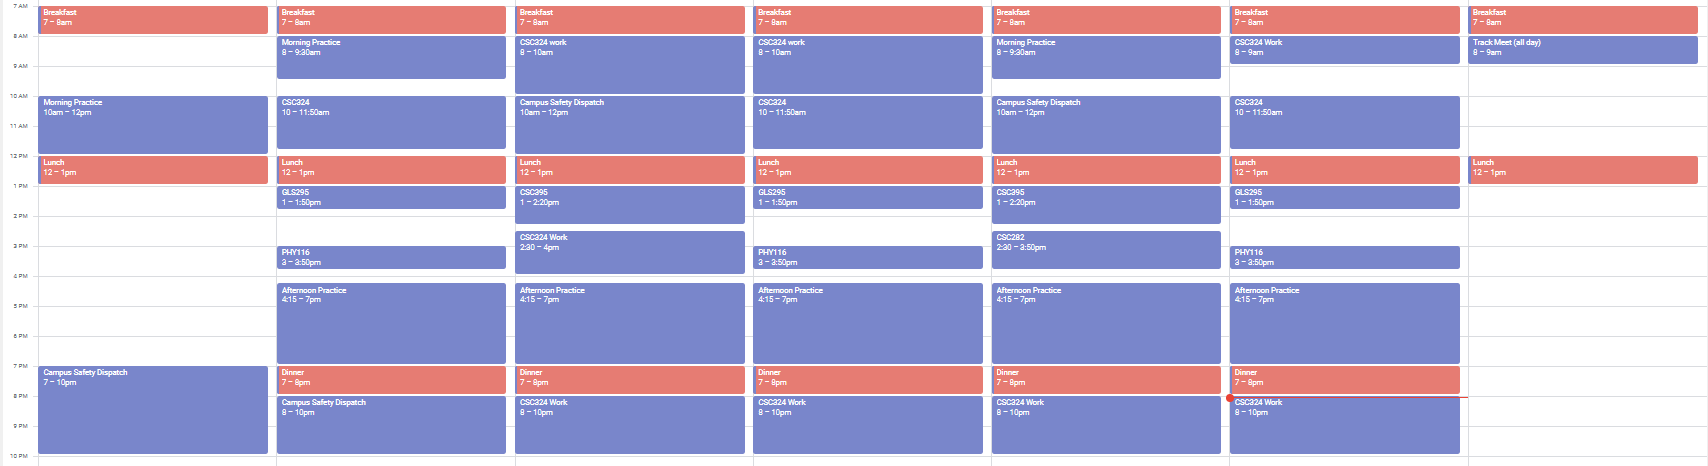 7 AM
8 AM
9 AM
10 AM
11 AM
12 PM
1 PM
2 PM
3 PM
4 PM
5 PM
6 PM
7 PM
8 PM
9 PM
10 PM
Breakfast
7 – 8am
Morning Practice
10am – 12pm
Lunch
12 – 1pm
Campus Safety Dispatch
7 – 10pm
Breakfast
7 – 8am
Morning Practice
8 – 9:30am
CSC324
10 – 11:50am
Lunch
12 – 1pm
GLS295
1 – 1:50pm
PHY116
3 – 3:50pm
Afternoon Practice
4:15 – 7pm
Dinner
7 – 8pm
Campus Safety Dispatch
8 – 10pm
Breakfast
7 – 8am
CSC324 work
8 – 10am
Campus Safety Dispatch
10am – 12pm
Lunch
12 – 1pm
CSC395
1 – 2:20pm
CSC324 Work
2:30 – 4pm
Afternoon Practice
4:15 – 7pm
Dinner
7 – 8pm
CSC324 Work
8 – 10pm
Breakfast
7 – 8am
CSC324 work
8 – 10am
CSC324
10 – 11:50am
Lunch
12 – 1pm
GLS295
1 – 1:50pm
PHY116
3 – 3:50pm
Afternoon Practice
4:15 – 7pm
Dinner
7 – 8pm
CSC324 Work
8 – 10pm
Breakfast
7 – 8am
Morning Practice
8 – 9:30am
Campus Safety Dispatch
10am – 12pm
Lunch
12 – 1pm
CSC395
1 – 2:20pm
CSC282
2:30 – 3:50pm
Afternoon Practice
4:15 – 7pm
Dinner
7 – 8pm
CSC324 Work
8 – 10pm
Breakfast
7 – 8am
CSC324 Work
8 – 9am
CSC324
10 – 11:50am
Lunch
12 – 1pm
GLS295
1 – 1:50pm
PHY116
3 – 3:50pm
Afternoon Practice
4:15 – 7pm
Dinner
7 – 8pm
CSC324 Work
8 – 10pm
Breakfast
7 – 8am
Track Meet (all day)
8 – 9am
Lunch
12 – 1pm